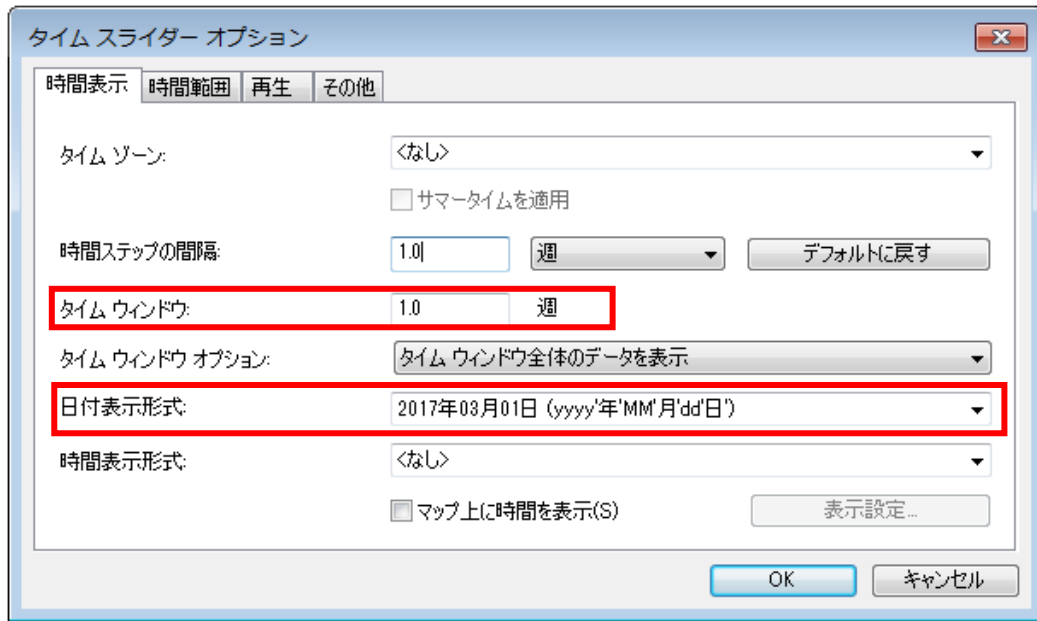 タイム スライダー オプション
時間表示 時間範囲 再生 その他
タイム ゾーン: <なし>
サマータイムを適用
時間ステップの間隔: 1.0 週 デフォルトに戻す
タイム ウィンドウ: 1.0 週
タイム ウィンドウ オプション: タイム ウィンドウ全体のデータを表示
日付表示形式: 2017年03月01日 (yyyy'年'MM'月'dd'日')
時間表示形式: <なし>
マップ上に時間を表示(S) 表示設定...
OK キャンセル